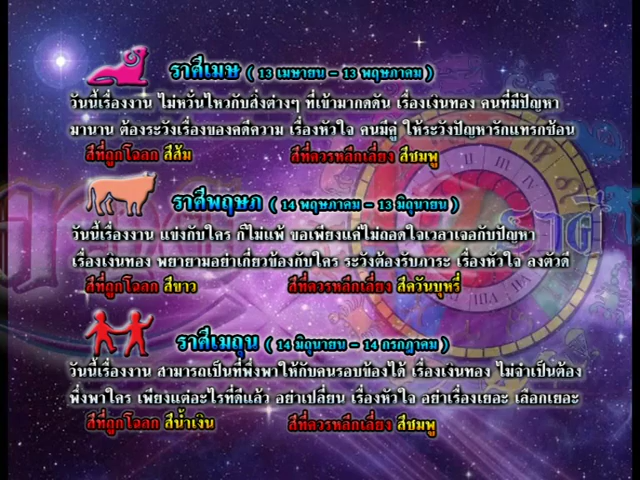 ราศีเมษ ( 13 เมษายน - 13 พฤษภาคม )
วันนี้เรื่องงาน ไม่หวั่นไหวกับสิ่งต่างๆ ที่เข้ามากดดัน เรื่องเงินทอง คนที่มีปัญหา
มานาน ต้องระวังเรื่องของคดีความ เรื่องหัวใจ คนมีคู่ ให้ระวังปัญหารักแทรกซ้อน
สีที่ถูกโฉลก สีส้ม สีที่ควรหลีกเลี่ยง สีชมพู
ราศีพฤษภ ( 14 พฤษภาคม - 13 มิถุนายน )
วันนี้เรื่องงาน แข่งกับใคร ก็ไม่แพ้ ขอเพียงแค่ไม่ถอดใจเวลาเจอกับปัญหา
เรื่องเงินทอง พยายามอย่าเกี่ยวข้องกับใคร ระวังต้องรับภาระ เรื่องหัวใจ ลงตัวดี
สีที่ถูกโฉลก สีขาว สีที่ควรหลีกเลี่ยง สีควันบุหรี่
ราศีเมถุน ( 14 มิถุนายน - 14 กรกฎาคม )
วันนี้เรื่องงาน สามารถเป็นที่พึ่งพาให้กับคนรอบข้างได้ เรื่องเงินทอง ไม่จำเป็นต้อง
พึ่งพาใคร เพียงแต่อะไรที่ดีแล้ว อย่าเปลี่ยน เรื่องหัวใจ อย่าเรื่องเยอะ เลือกเยอะ
สีที่ถูกโฉลก สีน้ำเงิน สีที่ควรหลีกเลี่ยง สีชมพู